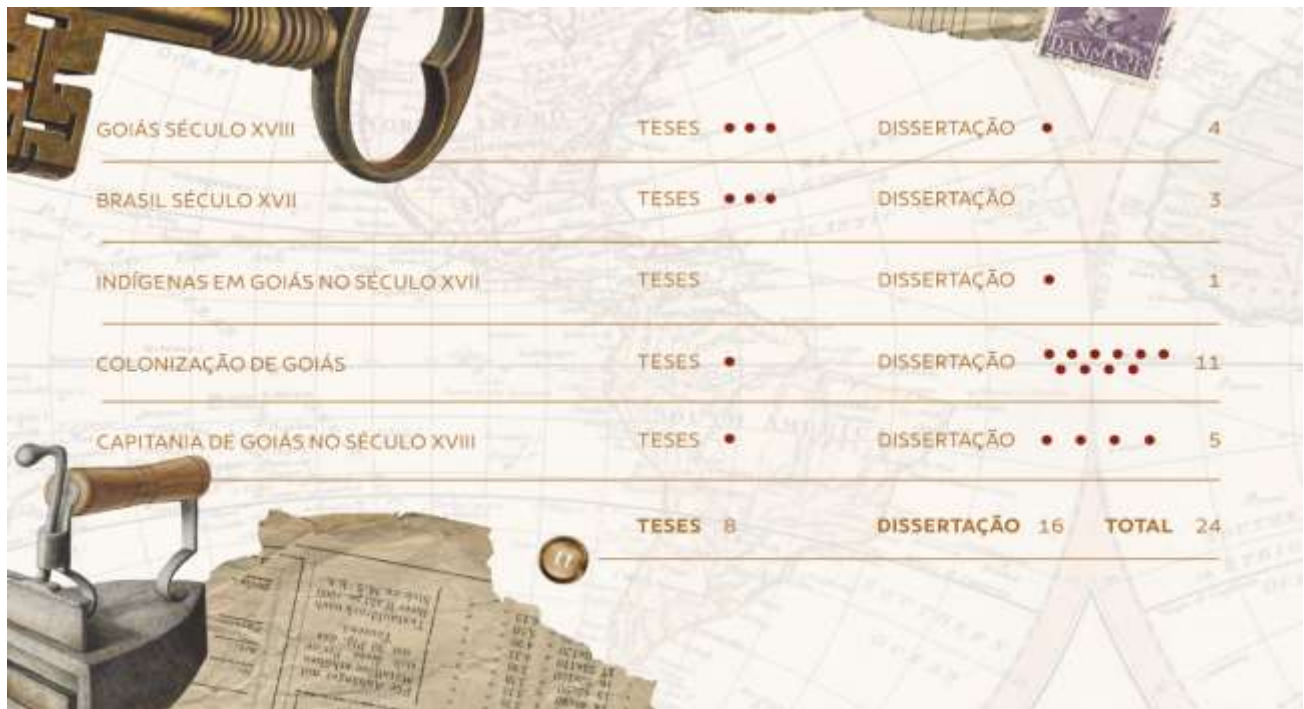 DANMARK
GOIÁS SÉCULO XVIII TESES DISSERTAÇÃO 4
BRASIL SÉCULO XVII TESES DISSERTAÇÃO 3
INDÍGENAS EM GOIÁS NO SÉCULO XVII TESES DISSERTAÇÃO 1
COLONIZAÇÃO DE GOIÁS TESES DISSERTAÇÃO 11
CAPITANIA DE GOIÁS NO SÉCULO XVIII TESES DISSERTAÇÃO 5
TESES 8 DISSERTAÇÃO 16 TOTAL 24
11